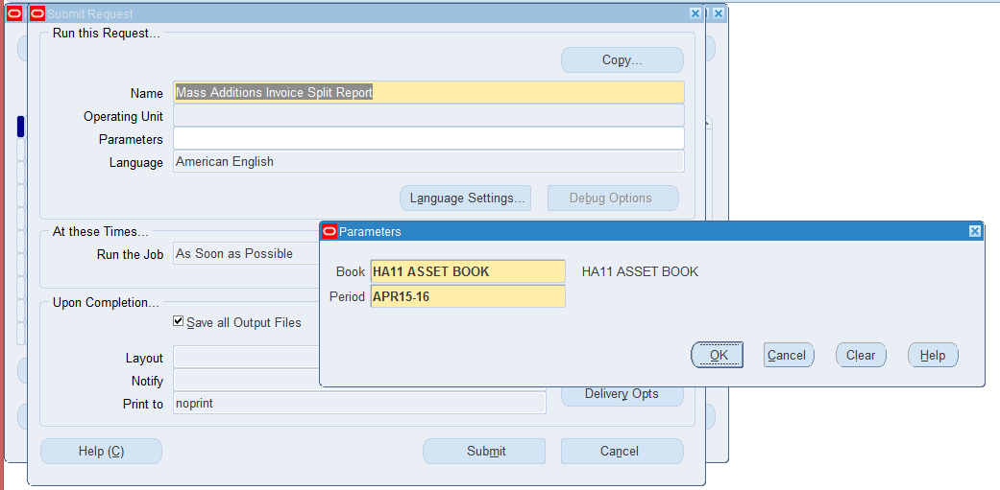 Submit Request
Run this Request...
Copy...
Name Mass Additions Invoice Split Report
Operating Unit
Parameters
Language American English
Language Settings...
Debug Options
At these Times...
Run the Job As Soon as Possible
Parameters
Book HA11 ASSET BOOK HA11 ASSET BOOK
Period APR15-16
OK
Cancel
Clear
Help
Upon Completion...
Save all Output Files
Layout
Notify
Print to noprint
Delivery Opts
Help (C)
Submit
Cancel